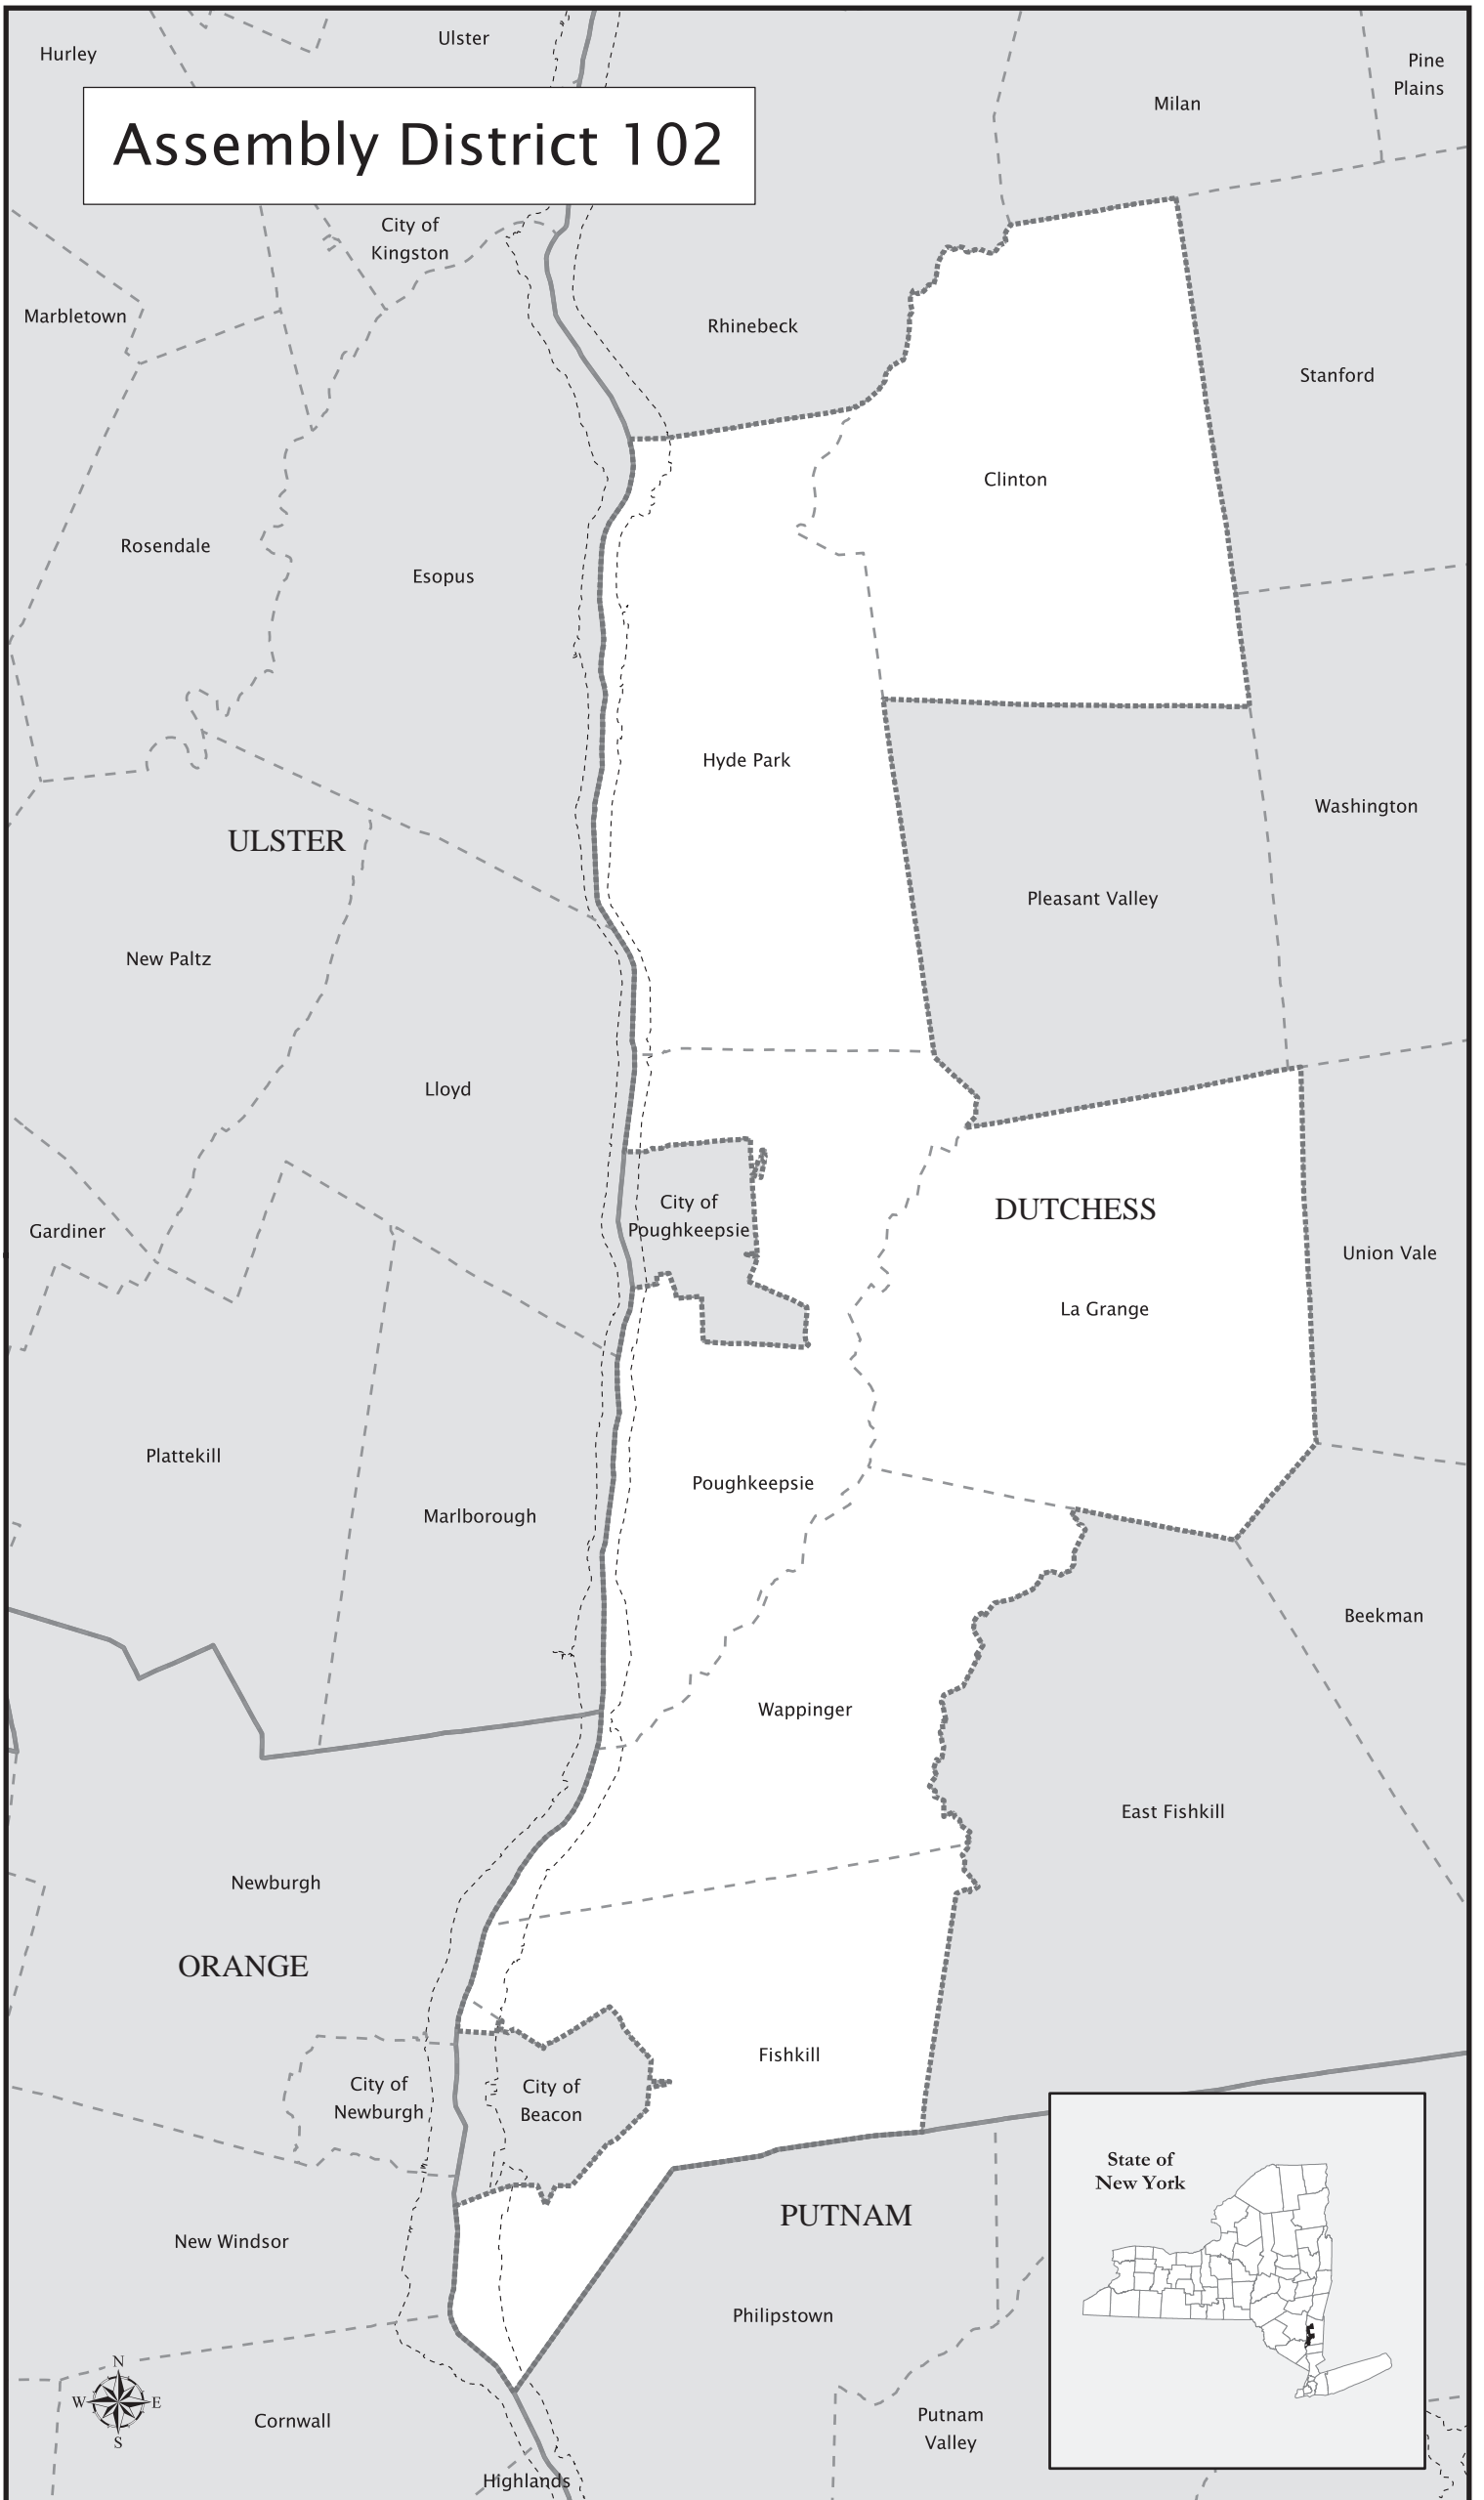 Hurley
Ulster
Pine
Plains
Milan
Assembly District 102
City of
Kingston
Marbletown
Rhinebeck
Stanford
Clinton
Rosendale
Esopus
Hyde Park
Washington
ULSTER
Pleasant Valley
New Paltz
Lloyd
City of
Poughkeepsie
DUTCHESS
Gardiner
Union Vale
La Grange
Plattekill
Poughkeepsie
Marlborough
Beekman
Wappinger
East Fishkill
Newburgh
ORANGE
Fishkill
City of
Newburgh
City of
Beacon
State of
New York
PUTNAM
New Windsor
Philipstown
N
W
E
S
Cornwall
Putnam
Valley
Highlands